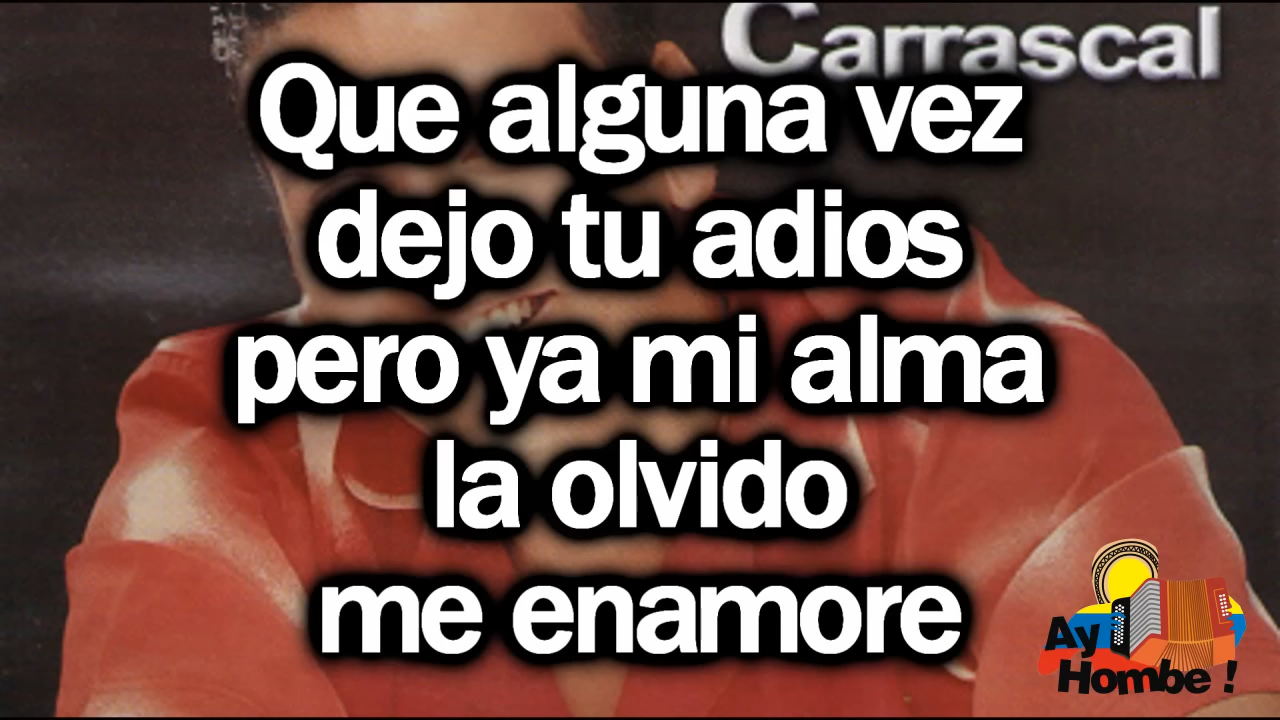 Carrascal
Que alguna vez
dejo tu adios
pero ya mi alma
la olvido
me enamore
Ay
Hombe !